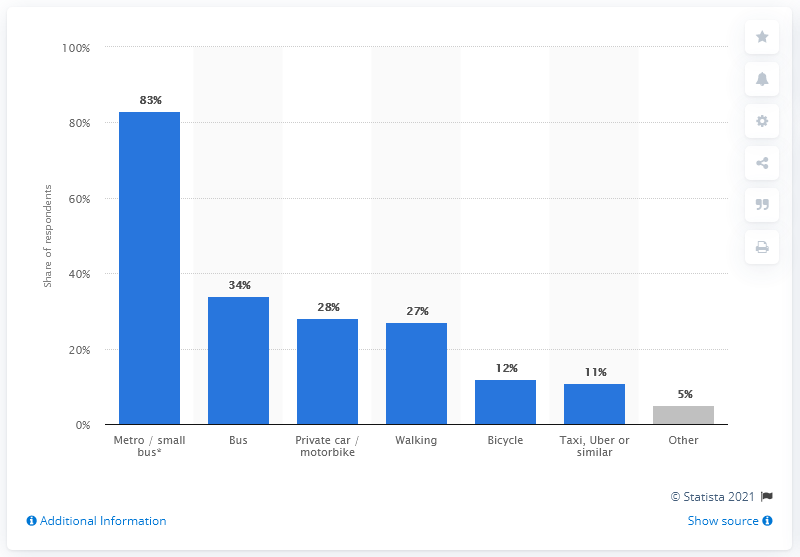 100%
80%
60%
40%
20%
0%
Share of respondents
83%
34%
28%
27%
12%
11%
5%
Metro / small
bus*
Bus
Private car /
motorbike
Walking
Bicycle
Taxi, Uber or
similar
Other
© Statista 2021
Additional Information
Show source